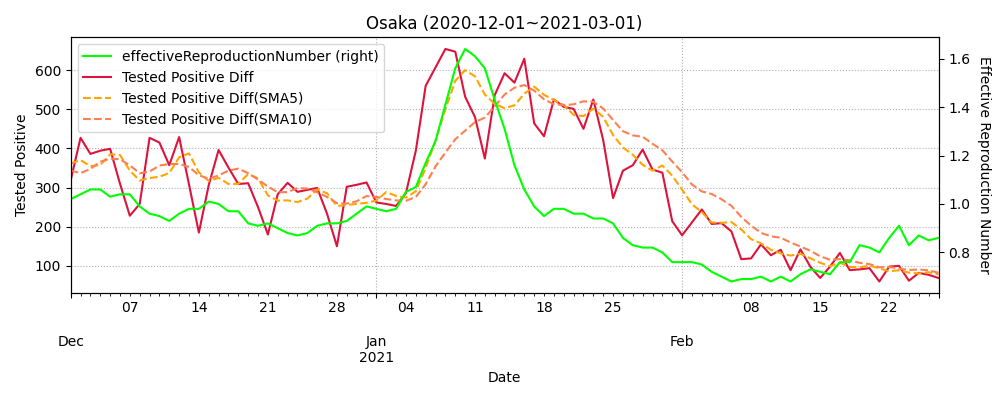 Osaka (2020-12-01~2021-03-01)
effectiveReproductionNumber (right)
Tested Positive Diff
Tested Positive Diff(SMA5)
Tested Positive Diff(SMA10)
Tested Positive
600
500
400
300
200
100
1.6
1.4
1.2
1.0
0.8
Effective Reproduction Number
07 14 21 28 04 11 18 25 08 15 22
Dec Jan Feb
2021
Date